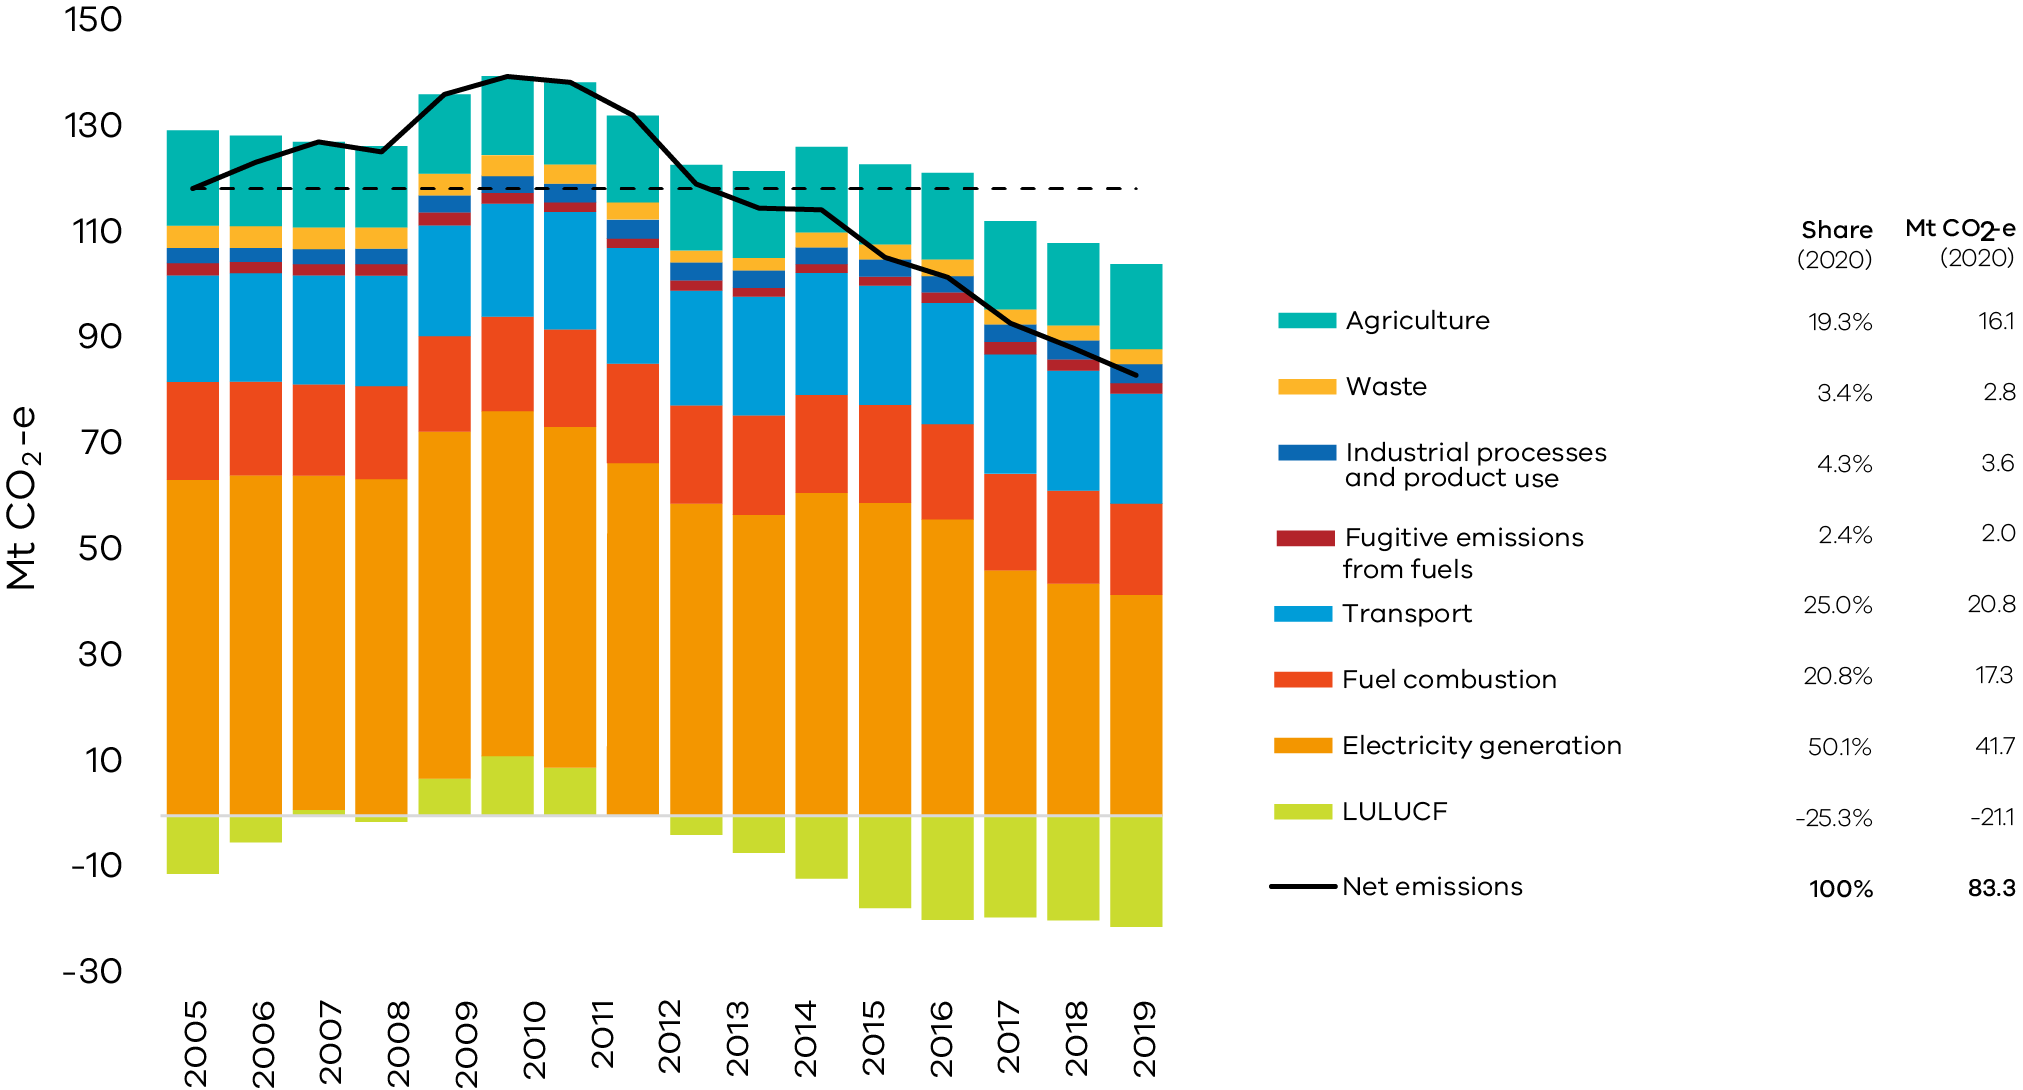 150
130
110
90
70
50
30
10
-10
-30
Mt CO2-e
2005
2006
2007
2008
2009
2010
2011
2012
2013
2014
2015
2016
2017
2018
2019
Share Mt CO2-e
(2020) (2020)
Agriculture 19.3% 16.1
Waste 3.4% 2.8
Industrial processes
and product use 4.3% 3.6
Fugitive emissions 2.4% 2.0
from fuels
Transport 25.0% 20.8
Fuel combustion 20.8% 17.3
Electricity generation 50.1% 41.7
LULUCF -25.3% -21.1
Net emissions 100% 83.3